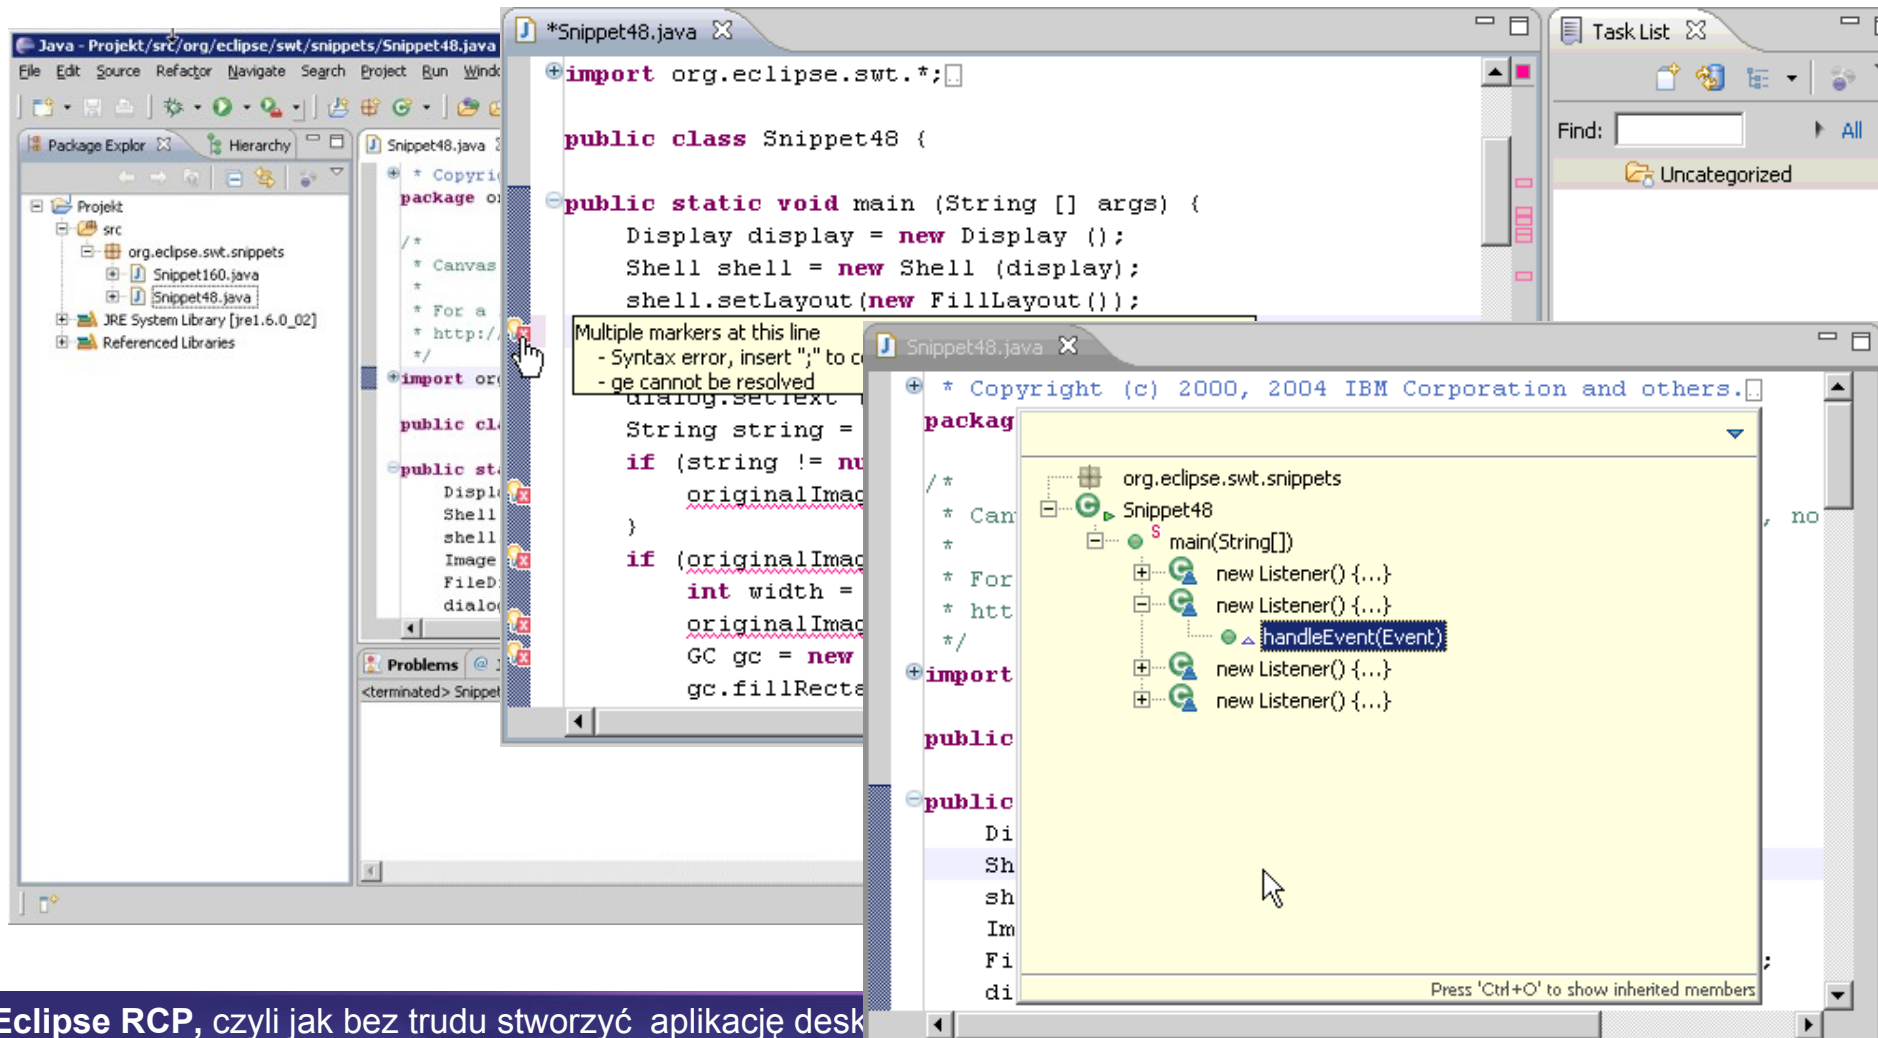 Java - Projekt/src/org/eclipse/swt/snippets/Snippet48.java
File Edit Source Refactor Navigate Search Project Run
Package Explor
Hierarchy
Projekt
src
org.eclipse.swt.snippets
Snippet160.java
Snippet48.java
JRE System Library [jre1.6.0_02]
Referenced Libraries
Snippet48.java
* Copyri
package
/*
* Canvas
*
* For a
* http:/
*/
import
public
public
Displ
Shell
shell
Image
FileD
Problems @
<terminated> Snippet
*Snippet48.java
import org.eclipse.swt.*;
public class Snippet48 {
public static void main (String [] args) {
Display display = new Display ();
Shell shell = new Shell (display);
shell.setLayout(new FillLayout());
Multiple markers at this line
- Syntax error, insert ";" to
- ge cannot be resolved
dialog.setText
String string =
if (string !=
originalImag
}
if (originalImag
int width =
originalImag
GC gc = new
gc.fillRect
Task List
Find:
All
Uncategorized
Snippet48.java
* Copyright (c) 2000, 2004 IBM Corporation and others.
packag
/*
* Can
, no
*
* For
* htt
*/
import
public
public
Di
Sh
sh
Im
Fi
;
di
org.eclipse.swt.snippets
Snippet48
S main(String[])
new Listener() {...}
new Listener() {...}
handleEvent(Event)
new Listener() {...}
new Listener() {...}
Press 'Ctrl+O' to show inherited members
Eclipse RCP, czyli jak bez trudu stworzyć aplikację desk